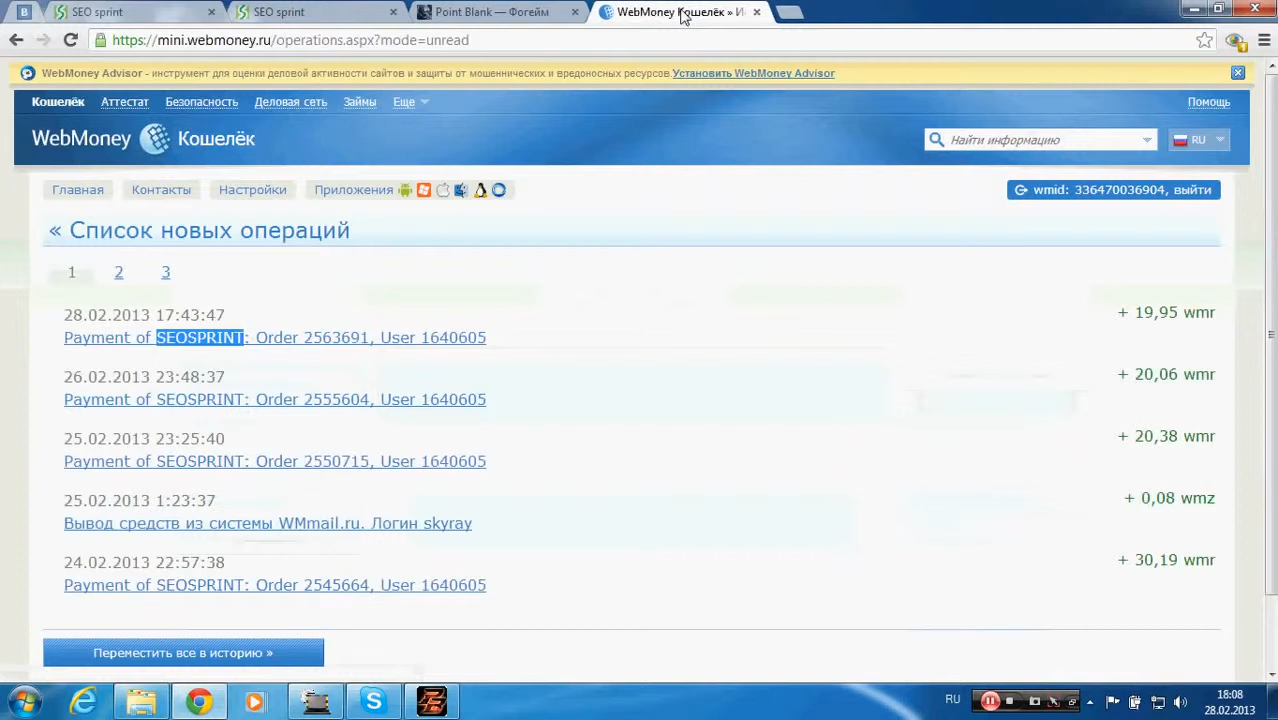 SEO sprint
SEO sprint
Point Blank — Фогейм
WebMoney Кошелёк » И
https://mini.webmoney.ru/operations.aspx?mode=unread
WebMoney Advisor - инструмент для оценки деловой активности сайтов и защиты от мошеннических и вредоносных ресурсов. Установить WebMoney Advisor
Кошелёк Аттестат Безопасность Деловая сеть Займы Еще Помощь
WebMoney Кошелёк
Найти информацию
RU
Главная Контакты Настройки Приложения
wmid: 336470036904, выйти
« Список новых операций
1 2 3
28.02.2013 17:43:47
+ 19,95 wmr
Payment of SEOSPRINT: Order 2563691, User 1640605
26.02.2013 23:48:37
+ 20,06 wmr
Payment of SEOSPRINT: Order 2555604, User 1640605
25.02.2013 23:25:40
+ 20,38 wmr
Payment of SEOSPRINT: Order 2550715, User 1640605
25.02.2013 1:23:37
+ 0,08 wmz
Вывод средств из системы WMmail.ru. Логин skyray
24.02.2013 22:57:38
+ 30,19 wmr
Payment of SEOSPRINT: Order 2545664, User 1640605
Переместить все в историю »
RU
18:08
28.02.2013